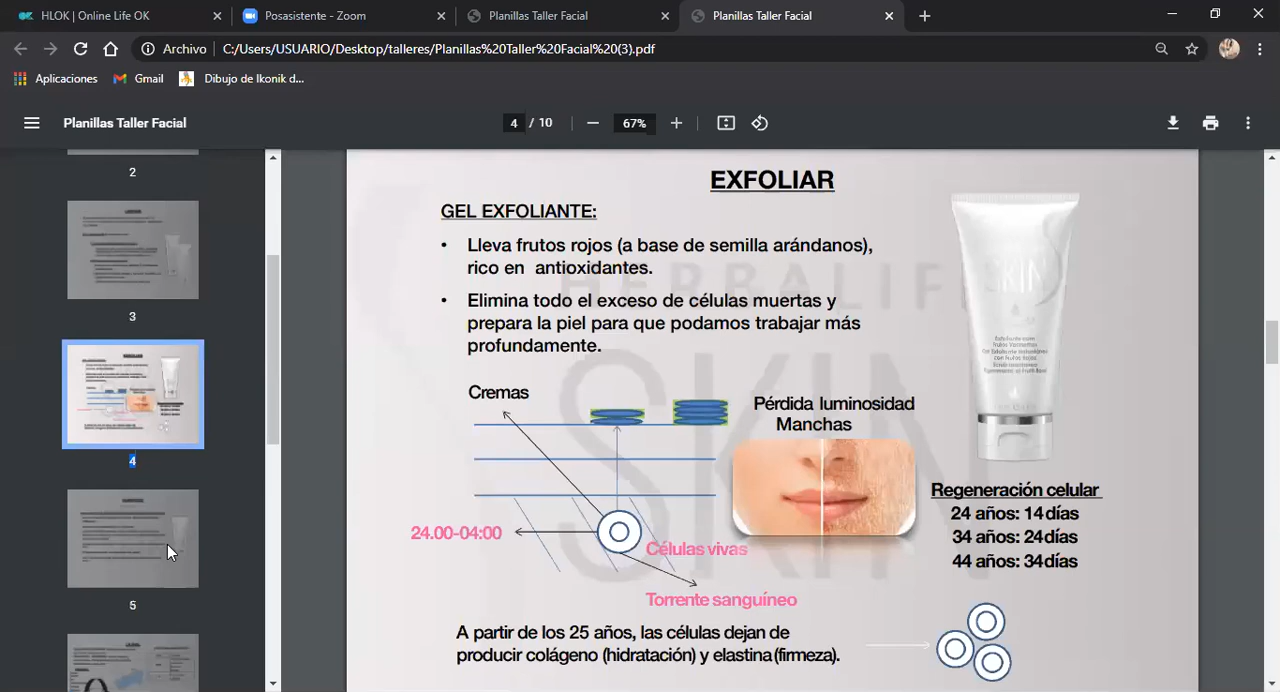 HLOK | Online Life OK
Posasistente - Zoom
Planillas Taller Facial
Planillas Taller Facial
Archivo
C:/Users/USUARIO/Desktop/talleres/Planillas%20Taller%20Facial%20(3).pdf
Aplicaciones
Gmail
Dibujo de Ikonik d...
Planillas Taller Facial
4 / 10
67%
2
3
4
5
EXFOLIAR
GEL EXFOLIANTE:
• Lleva frutos rojos (a base de semilla arándanos),
rico en antioxidantes.
• Elimina todo el exceso de células muertas y
prepara la piel para que podamos trabajar más
profundamente.
HERBALIFE
SKIN
SKIN
Cremas
Pérdida luminosidad
Manchas
24.00-04:00
Células vivas
Torrente sanguíneo
Regeneración celular
24 años: 14 días
34 años: 24 días
44 años: 34 días
A partir de los 25 años, las células dejan de
producir colágeno (hidratación) y elastina (firmeza).